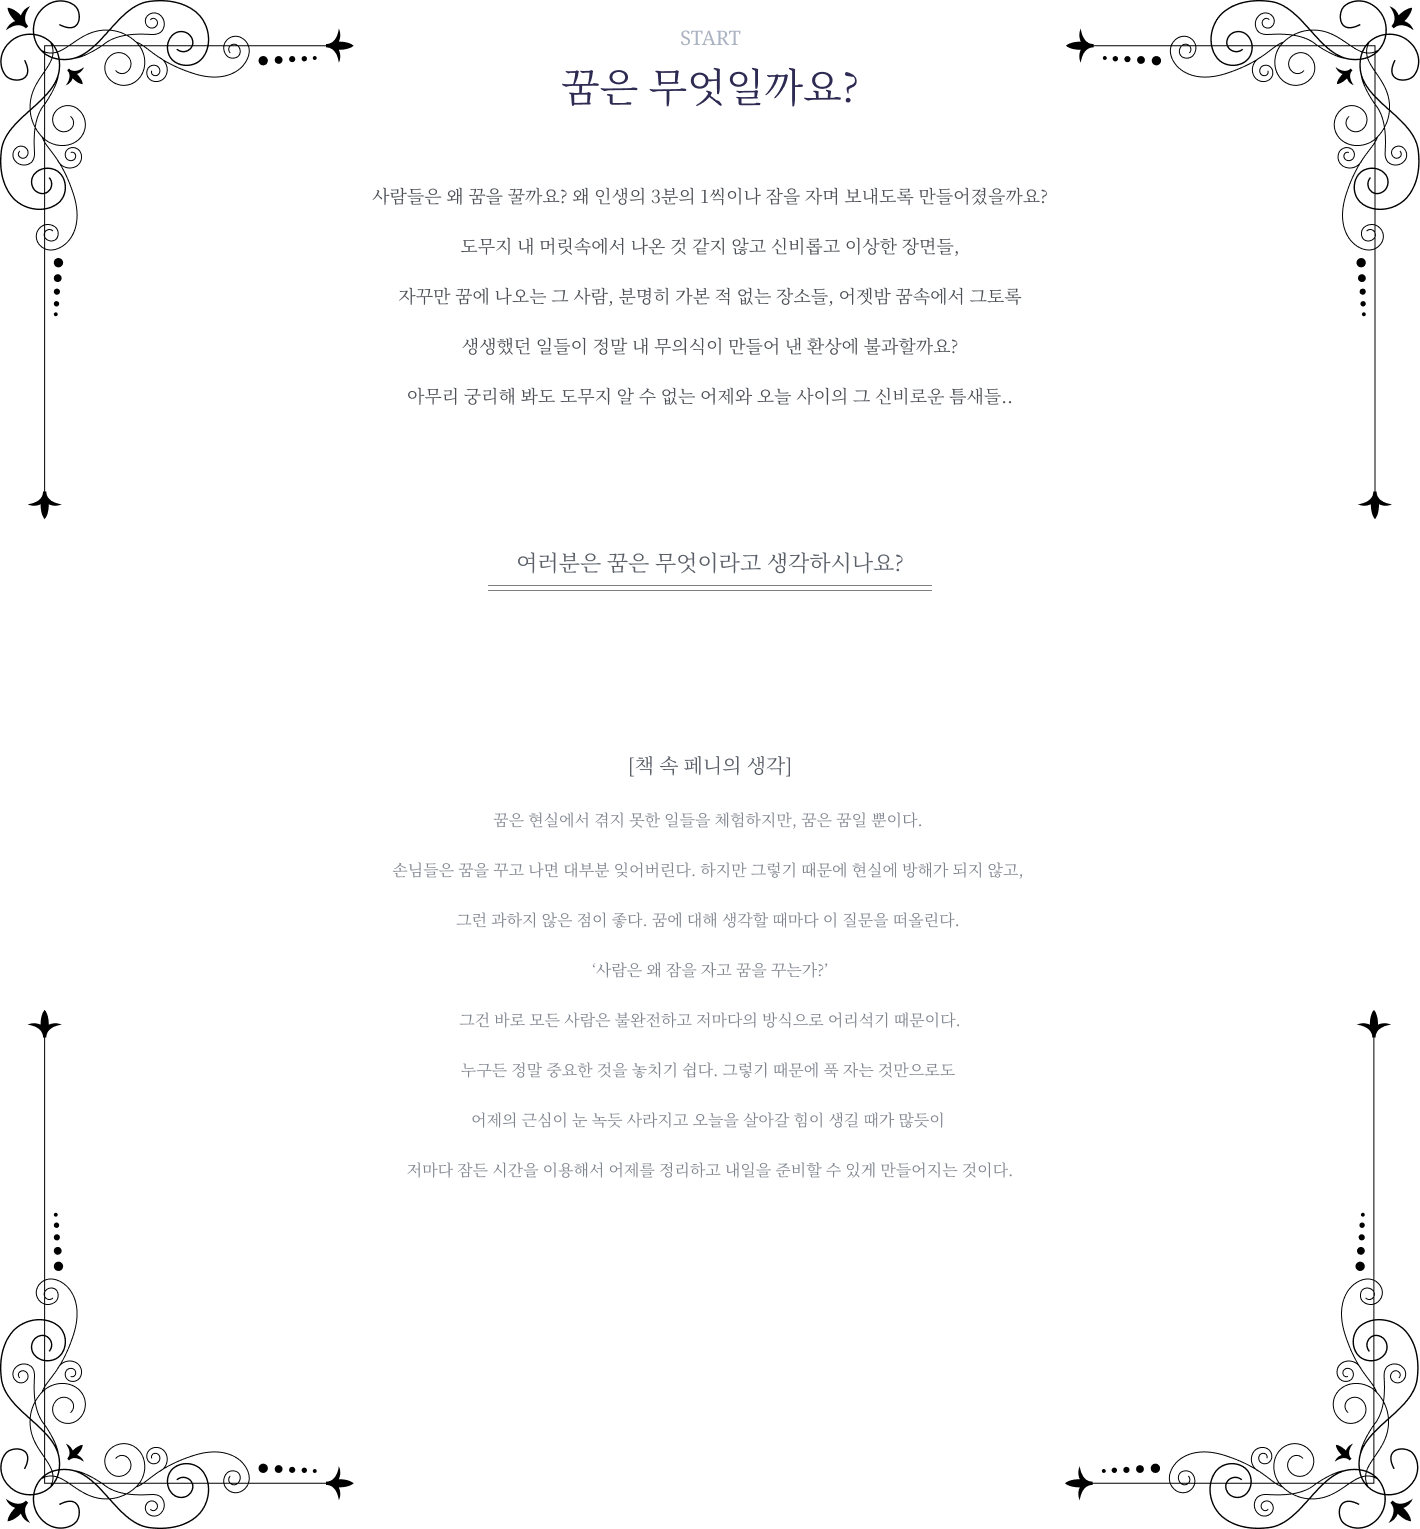 START
꿈은 무엇일까요?
사람들은 왜 꿈을 꿀까요? 왜 인생의 3분의 1씩이나 잠을 자며 보내도록 만들어졌을까요?
도무지 내 머릿속에서 나온 것 같지 않고 신비롭고 이상한 장면들,
자꾸만 꿈에 나오는 그 사람, 분명히 가본 적 없는 장소들, 어젯밤 꿈속에서 그토록
생생했던 일들이 정말 내 무의식이 만들어 낸 환상에 불과할까요?
아무리 궁리해 봐도 도무지 알 수 없는 어제와 오늘 사이의 그 신비로운 틈새들..
여러분은 꿈은 무엇이라고 생각하시나요?
[책 속 페니의 생각]
꿈은 현실에서 겪지 못한 일들을 체험하지만, 꿈은 꿈일 뿐이다.
손님들은 꿈을 꾸고 나면 대부분 잊어버린다. 하지만 그렇기 때문에 현실에 방해가 되지 않고,
그런 과하지 않은 점이 좋다. 꿈에 대해 생각할 때마다 이 질문을 떠올린다.
‘사람은 왜 잠을 자고 꿈을 꾸는가?’
그건 바로 모든 사람은 불완전하고 저마다의 방식으로 어리석기 때문이다.
누구든 정말 중요한 것을 놓치기 쉽다. 그렇기 때문에 푹 자는 것만으로도
어제의 근심이 눈 녹듯 사라지고 오늘을 살아갈 힘이 생길 때가 많듯이
저마다 잠든 시간을 이용해서 어제를 정리하고 내일을 준비할 수 있게 만들어지는 것이다.